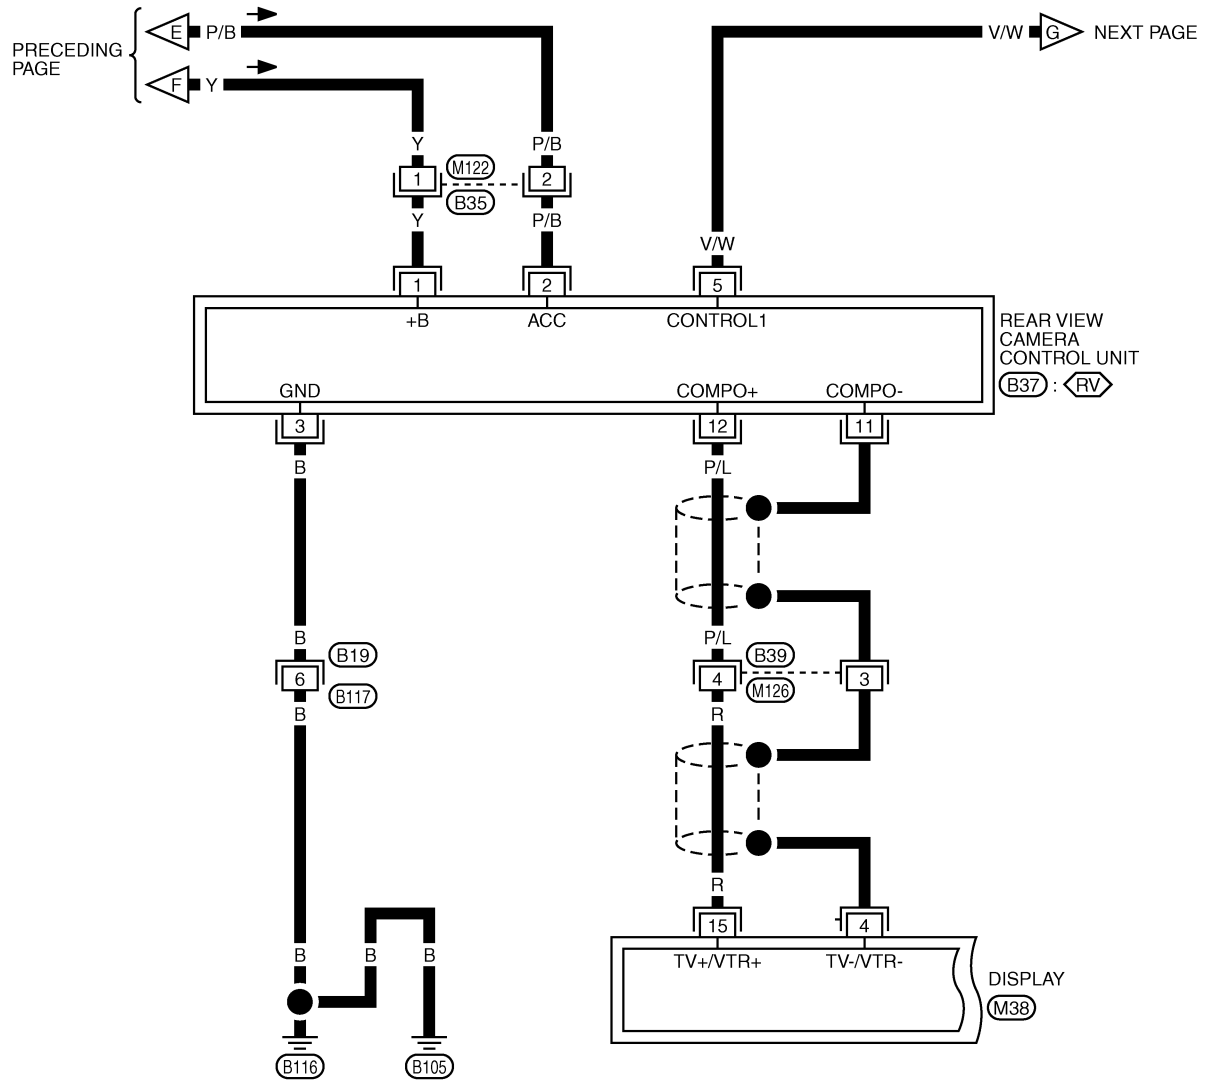 E P/B
V/W G NEXT PAGE
PRECEDING
PAGE
F Y
Y P/B
1 M122 2
B35
Y P/B
V/W
1 2 5
+B ACC CONTROL1
REAR VIEW
CAMERA
CONTROL UNIT
B37 : RV
GND COMPO+ COMPO-
3 12 11
B P/L
B P/L
B19 B39
6 4 3
B117 M126
B R
R
15 4
B B B
TV+/VTR+ TV-/VTR-
DISPLAY
M38
B116 B105